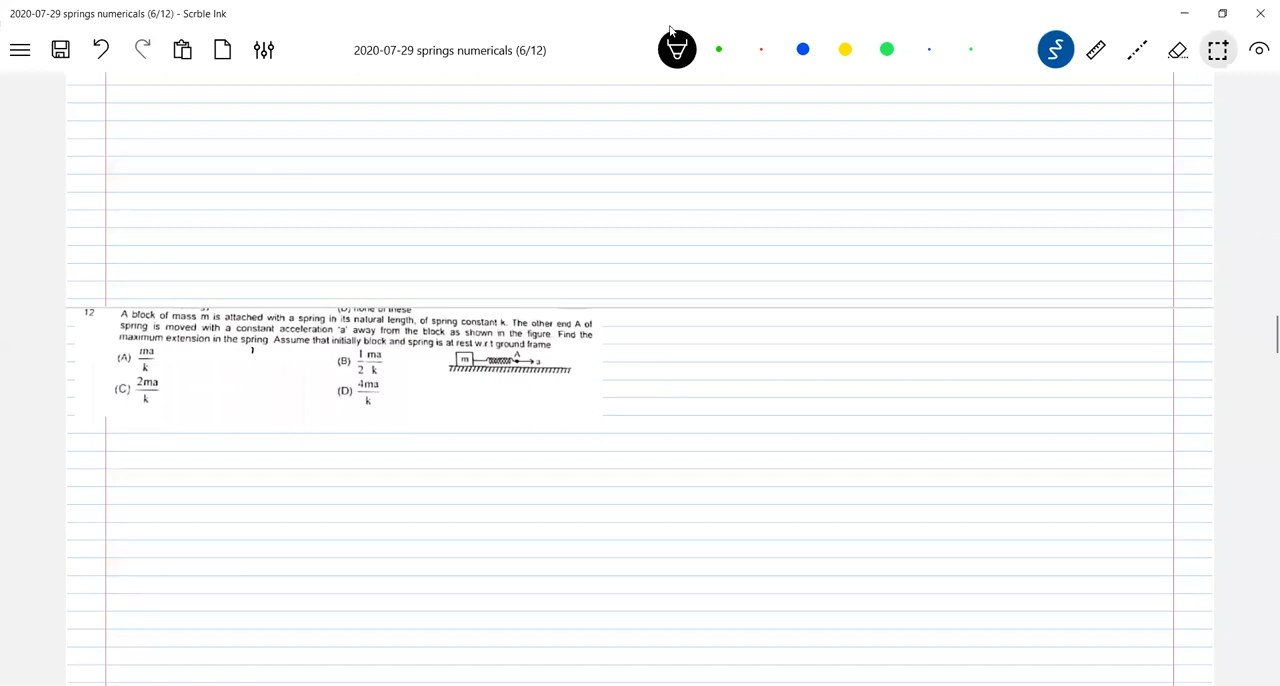 2020-07-29 springs numericals (6/12) - Scrble Ink
2020-07-29 springs numericals (6/12)
(D) none of these
12 A block of mass m is attached with a spring in its natural length, of spring constant k. The other end A of
spring is moved with a constant acceleration 'a' away from the block as shown in the figure. Find the
maximum extension in the spring Assume that initially block and spring is at rest w.r.t ground frame
(A) ma/k (B) 1/2 ma/k
m A a
(C) 2ma/k (D) 4ma/k